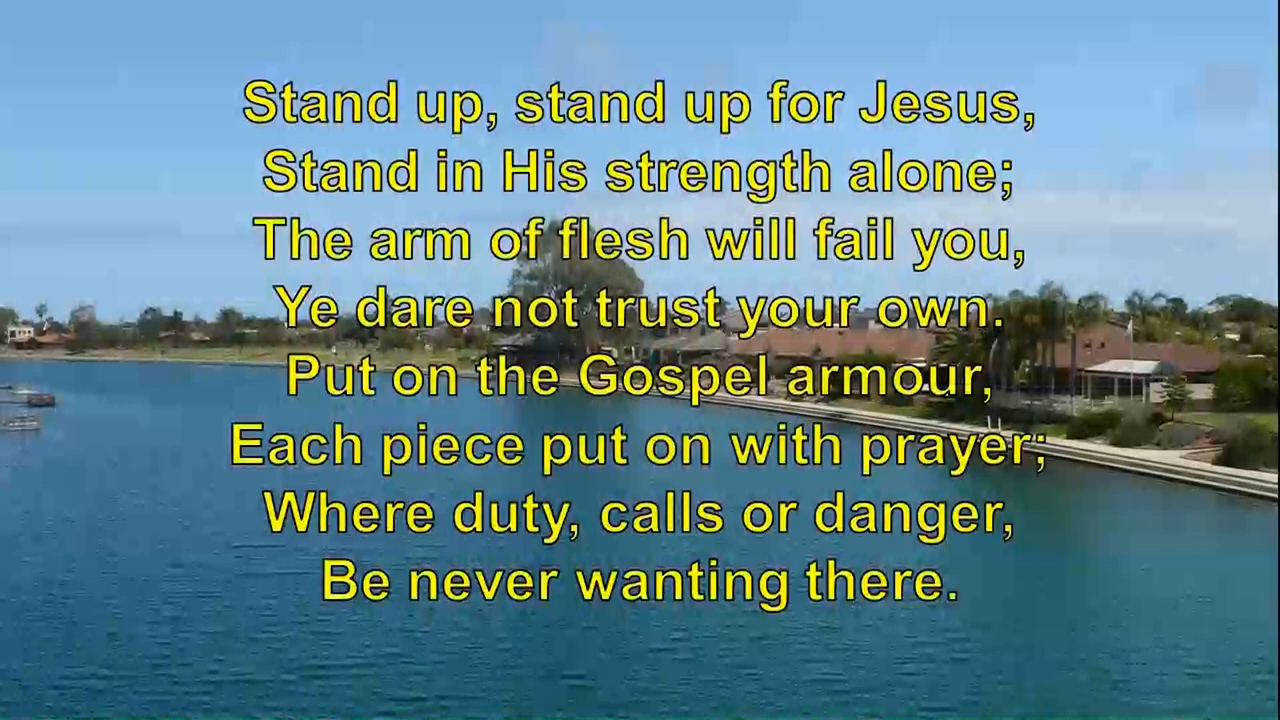 Stand up, stand up for Jesus,
Stand in His strength alone;
The arm of flesh will fail you,
Ye dare not trust your own.
Put on the Gospel armour,
Each piece put on with prayer;
Where duty, calls or danger,
Be never wanting there.